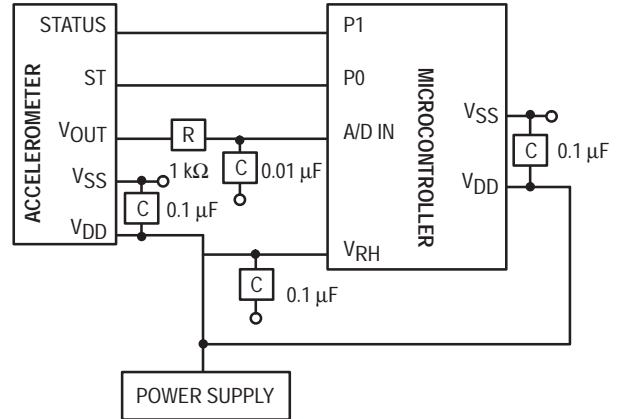 STATUS
ST
VOUT
VSS
VDD
ACCELEROMETER
R
1 kΩ
C
0.1 µF
C
0.01 µF
C
0.1 µF
P1
P0
A/D IN
VRH
MICROCONTROLLER
VSS
VDD
C
0.1 µF
POWER SUPPLY